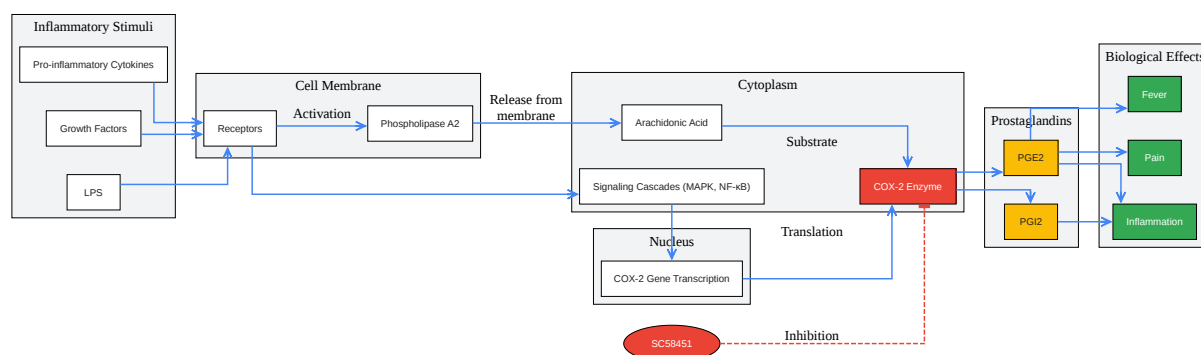 Inflammatory Stimuli
Pro-inflammatory Cytokines
Growth Factors
LPS
Cell Membrane
Receptors
Activation
Phospholipase A2
Release from
membrane
Cytoplasm
Arachidonic Acid
Substrate
Signaling Cascades (MAPK, NF-κB)
COX-2 Enzyme
Nucleus
COX-2 Gene Transcription
Translation
SC58451
Inhibition
Prostaglandins
PGE2
PGI2
Biological Effects
Fever
Pain
Inflammation